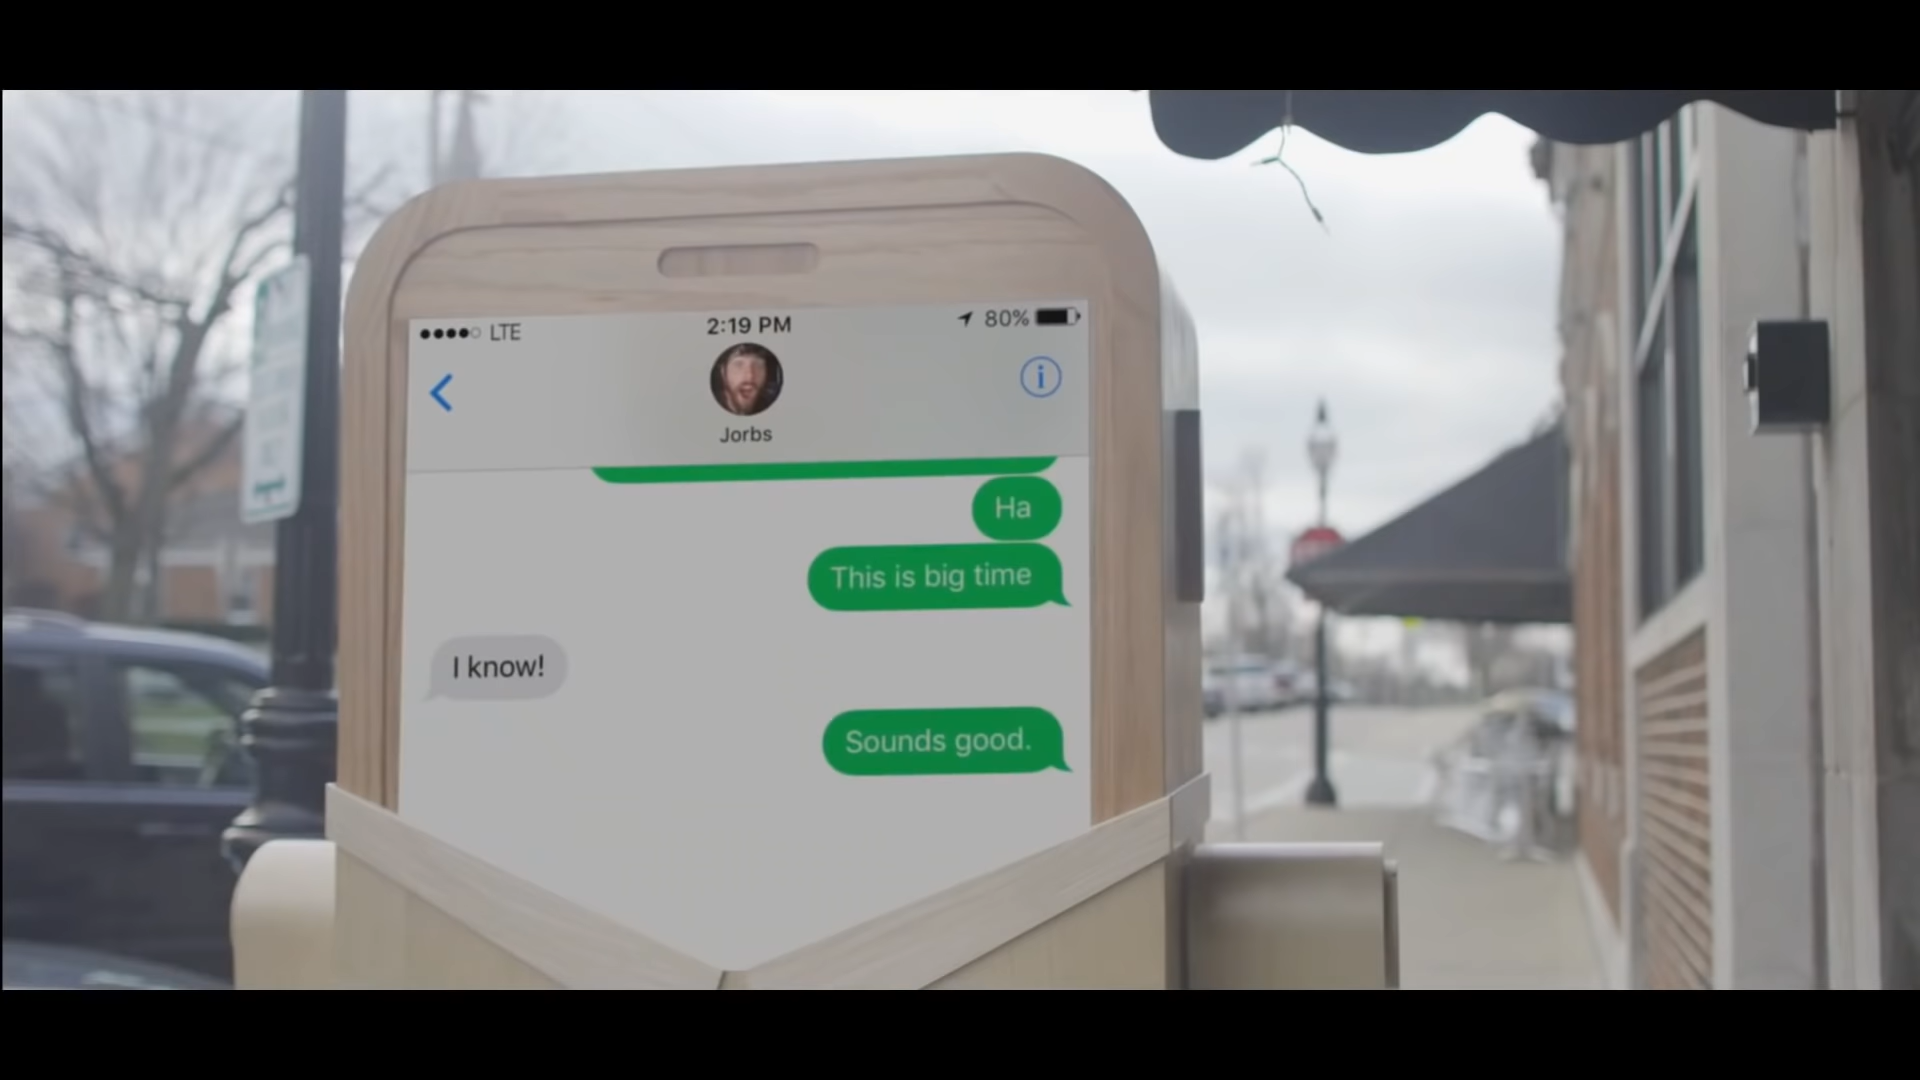 LTE
2:19 PM
80%
Jorbs
Ha
This is big time
I know!
Sounds good.